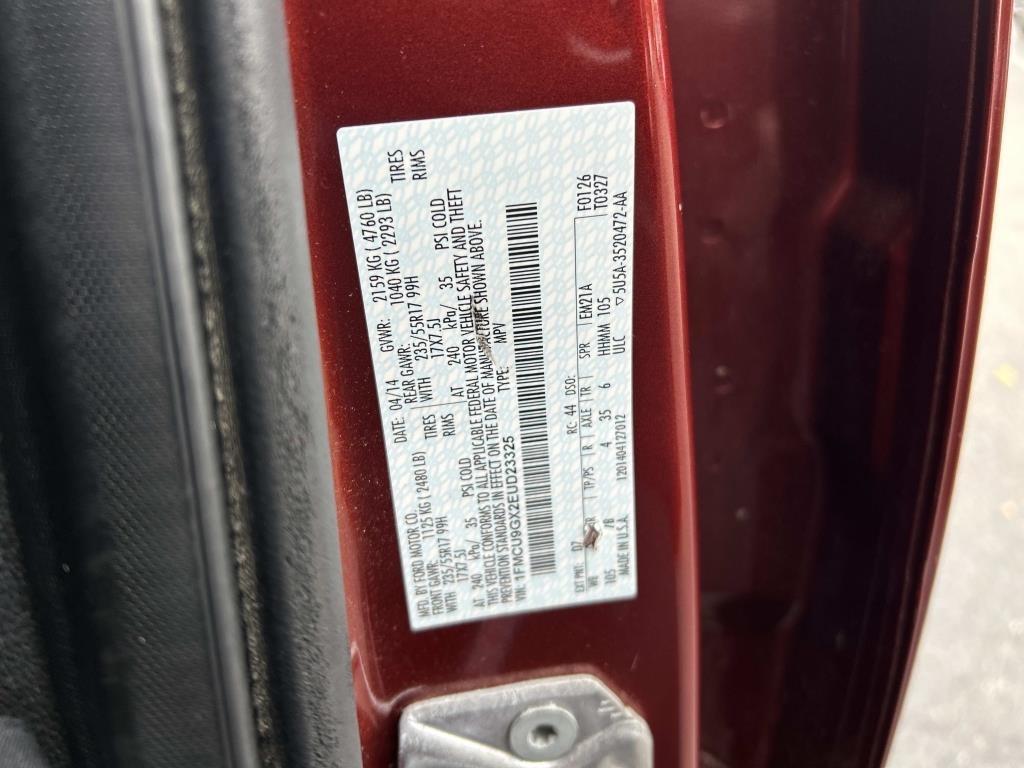 MFD. BY FORD MOTOR CO. DATE: 04/14 GVWR: 2159 KG ( 4760 LB)
FRONT GAWR: 1125 KG ( 2480 LB) REAR GAWR: 1040 KG ( 2293 LB)
WITH 235/55R17 99H TIRES WITH 235/55R17 99H TIRES
17X7.5J RIMS 17X7.5J RIMS
AT 240 kPa/ 35 PSI COLD AT 240 kPa/ 35 PSI COLD
THIS VEHICLE CONFORMS TO ALL APPLICABLE FEDERAL MOTOR VEHICLE SAFETY AND THEFT
PREVENTION STANDARDS IN EFFECT ON THE DATE OF MANUFACTURE SHOWN ABOVE.
VIN: 1FMCU9GX2EUD23325 TYPE: MPV
F0126
T0327
EXT PNT: DZ RC: 44 DSO:
WB TP/PS R AXLE TR SPR EM21A
105 7B 4 35 6 HHMM 105
MADE IN U.S.A. 1201404127012 ULC ▽5U5A-3520472-AA